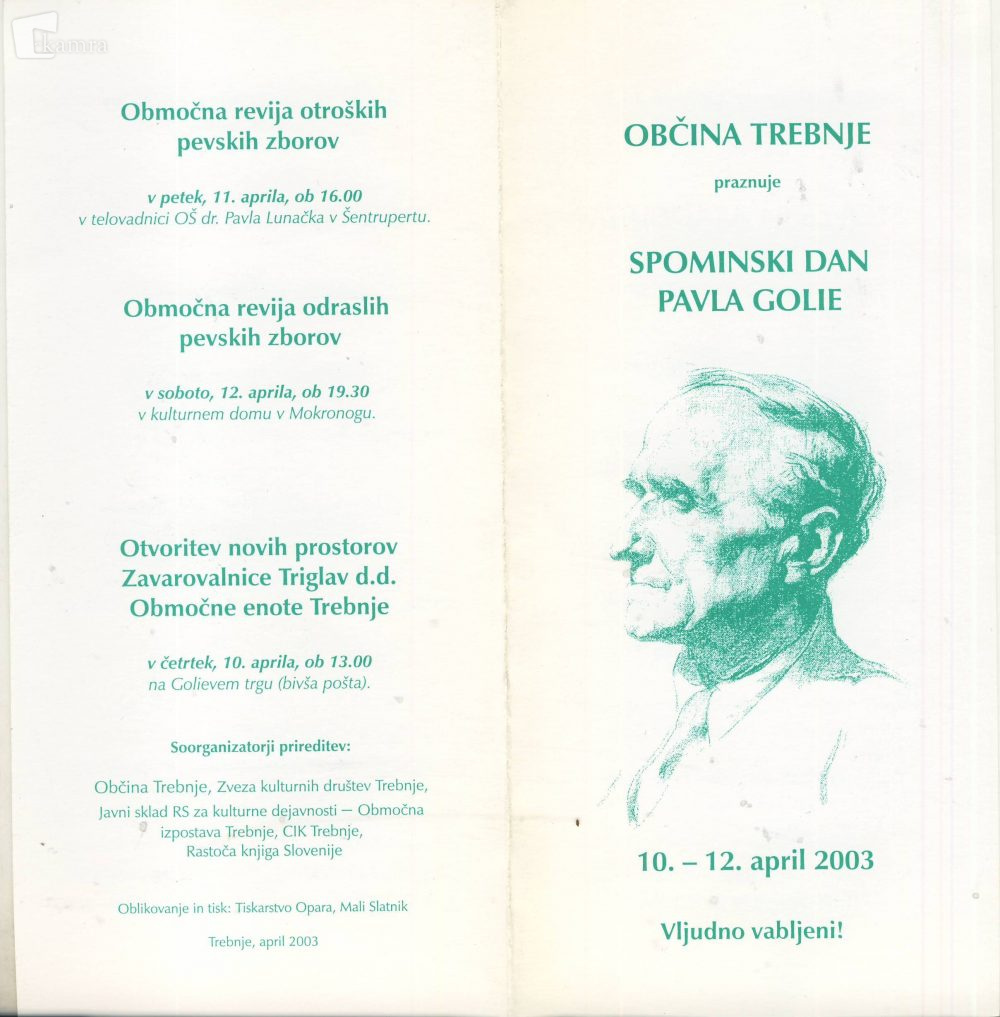 kamra
Območna revija otroških
pevskih zborov
v petek, 11. aprila, ob 16.00
v telovadnici OŠ dr. Pavla Lunačka v Šentrupertu.
Območna revija odraslih
pevskih zborov
v soboto, 12. aprila, ob 19.30
v kulturnem domu v Mokronogu.
Otvoritev novih prostorov
Zavarovalnice Triglav d.d.
Območne enote Trebnje
v četrtek, 10. aprila, ob 13.00
na Golievem trgu (bivša pošta).
Soorganizatorji prireditev:
Občina Trebnje, Zveza kulturnih društev Trebnje,
Javni sklad RS za kulturne dejavnosti — Območna
izpostava Trebnje, CIK Trebnje,
Rastoča knjiga Slovenije
Oblikovanje in tisk: Tiskarstvo Opara, Mali Slatnik
Trebnje, april 2003
OBČINA TREBNJE
praznuje
SPOMINSKI DAN
PAVLA GOLIE
10. – 12. april 2003
Vljudno vabljeni!